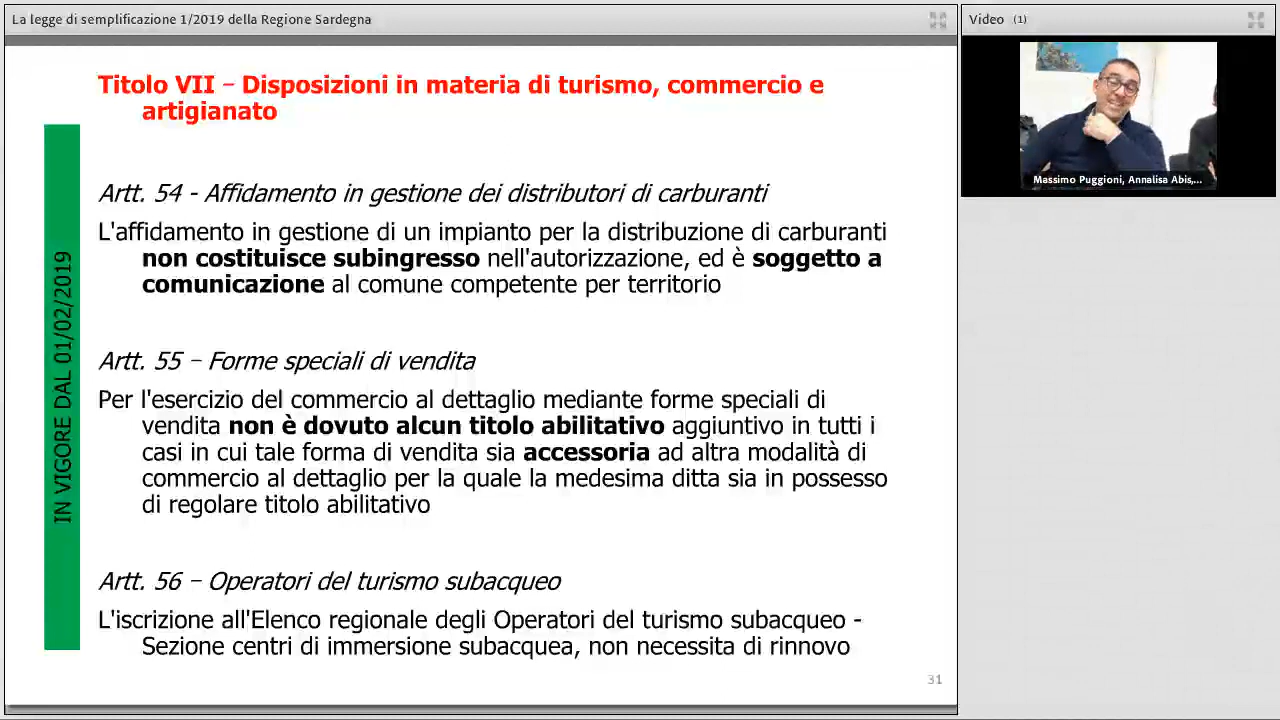 La legge di semplificazione 1/2019 della Regione Sardegna
Video (1)
Titolo VII – Disposizioni in materia di turismo, commercio e
artigianato
IN VIGORE DAL 01/02/2019
Artt. 54 - Affidamento in gestione dei distributori di carburanti
L'affidamento in gestione di un impianto per la distribuzione di carburanti
non costituisce subingresso nell'autorizzazione, ed è soggetto a
comunicazione al comune competente per territorio
Artt. 55 – Forme speciali di vendita
Per l'esercizio del commercio al dettaglio mediante forme speciali di
vendita non è dovuto alcun titolo abilitativo aggiuntivo in tutti i
casi in cui tale forma di vendita sia accessoria ad altra modalità di
commercio al dettaglio per la quale la medesima ditta sia in possesso
di regolare titolo abilitativo
Artt. 56 – Operatori del turismo subacqueo
L'iscrizione all'Elenco regionale degli Operatori del turismo subacqueo -
Sezione centri di immersione subacquea, non necessita di rinnovo
31
Massimo Puggioni, Annalisa Abis,...